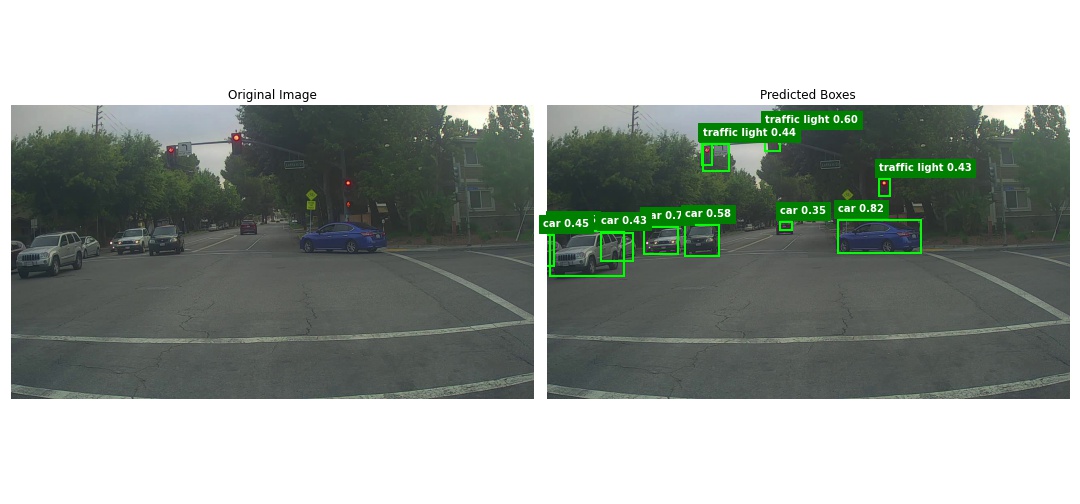 Original Image
Predicted Boxes
traffic light 0.60
traffic light 0.44
traffic light 0.43
car 0.45
car 0.43
car 0.58
car 0.35
car 0.82